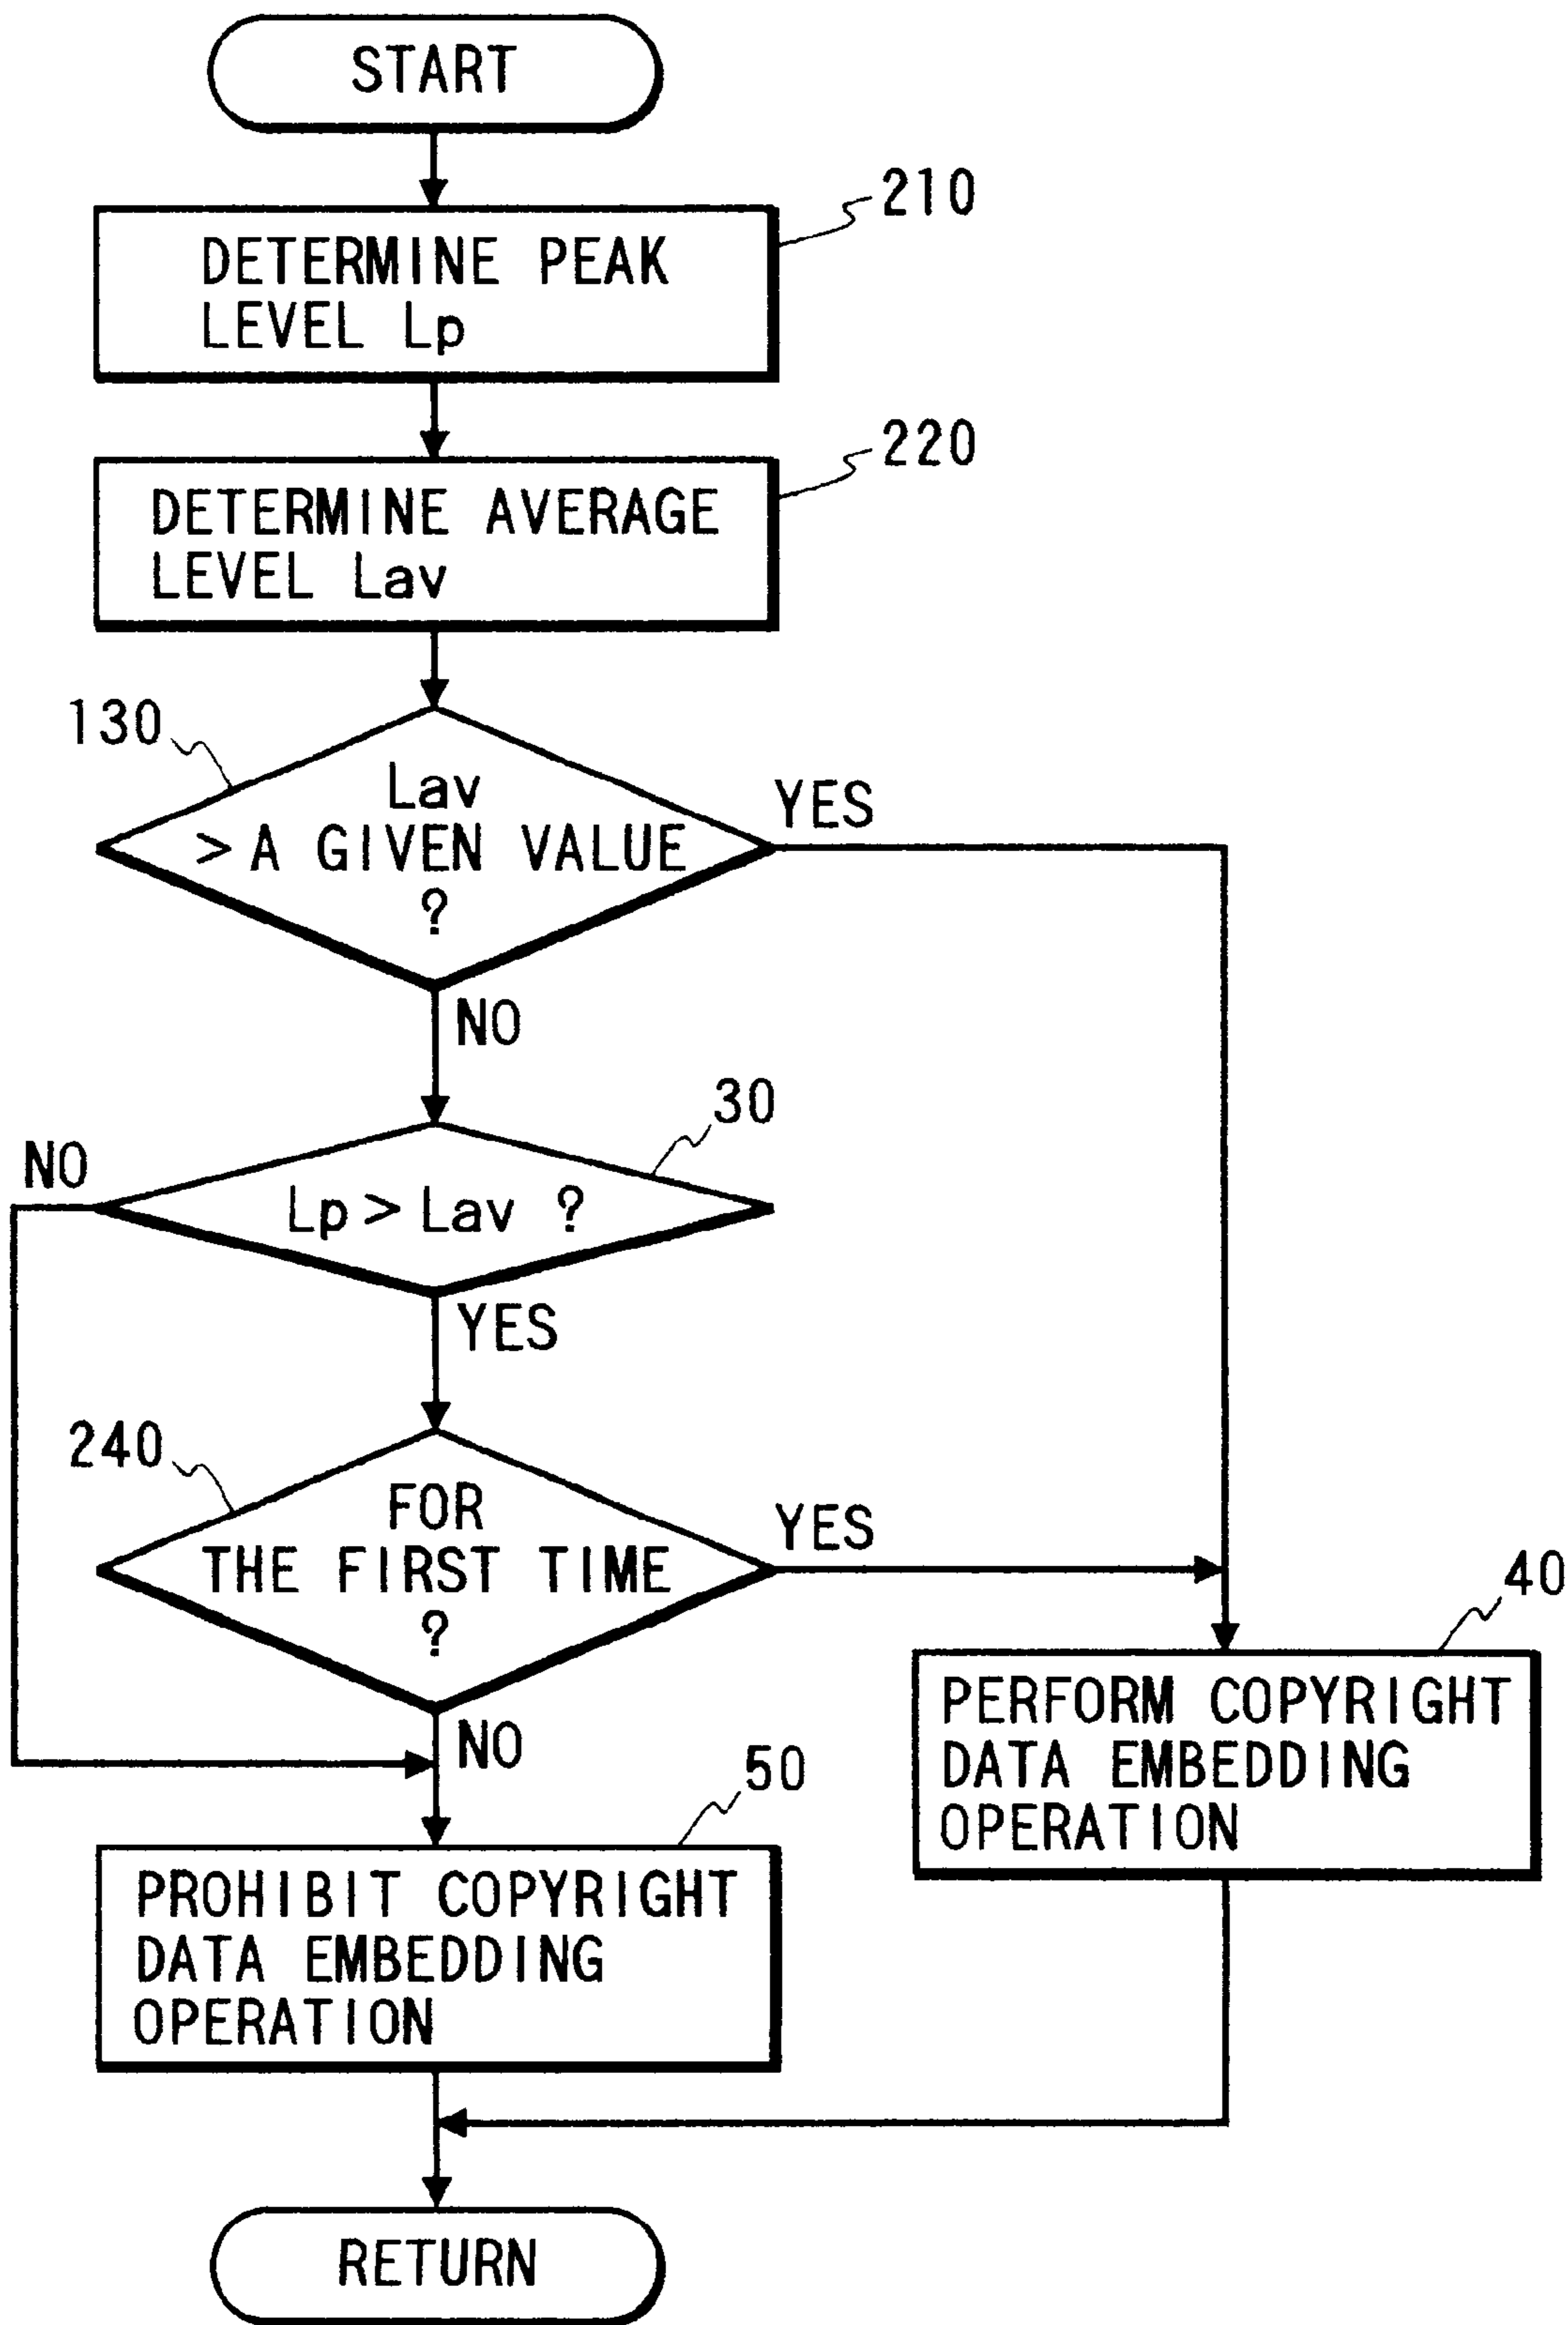 START
210
DETERMINE PEAK
LEVEL Lp
220
DETERMINE AVERAGE
LEVEL Lav
130
Lav
> A GIVEN VALUE
?
YES
NO
30
NO
Lp > Lav ?
YES
240
FOR
THE FIRST TIME
?
YES
40
PERFORM COPYRIGHT
DATA EMBEDDING
OPERATION
NO
50
PROHIBIT COPYRIGHT
DATA EMBEDDING
OPERATION
RETURN